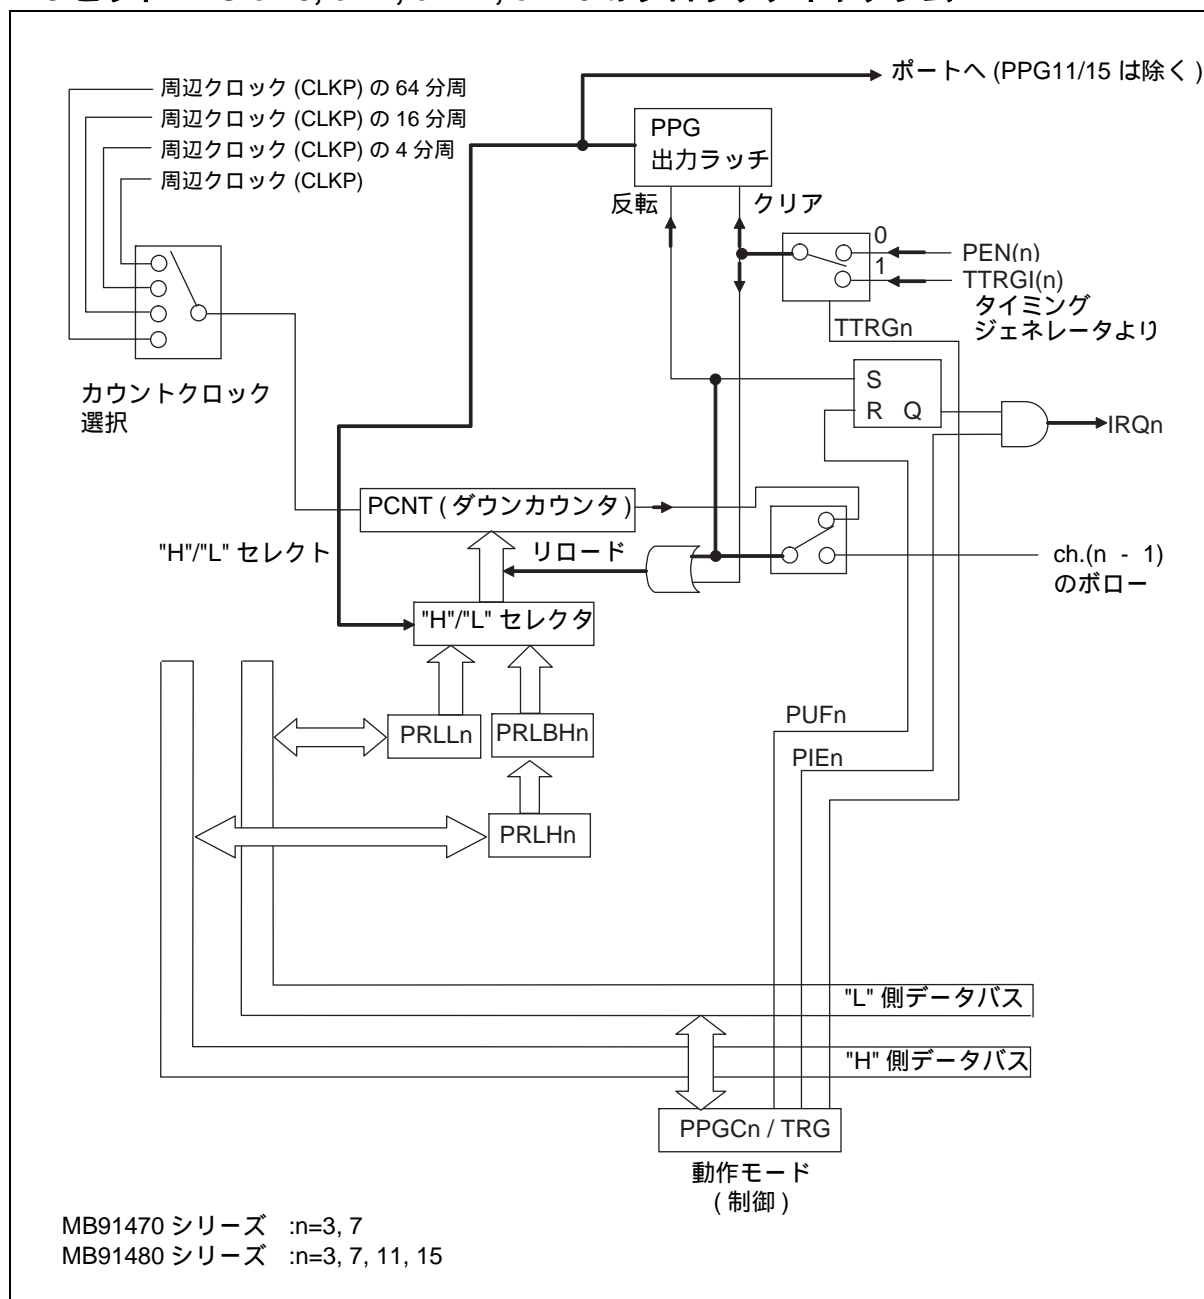 ポートへ (PPG11/15 は除く )
周辺クロック (CLKP) の 64 分周
周辺クロック (CLKP) の 16 分周
周辺クロック (CLKP) の 4 分周
周辺クロック (CLKP)
PPG
出力ラッチ
反転
クリア
0
PEN(n)
1
TTRGI(n)
タイミング
ジェネレータより
TTRGn
カウントクロック
選択
S
R Q
IRQn
PCNT ( ダウンカウンタ )
"H"/"L" セレクト
リロード
ch.(n - 1)
のボロー
"H"/"L" セレクタ
PUFn
PRLLn
PRLBHn
PIEn
PRLHn
"L" 側データバス
"H" 側データバス
PPGCn / TRG
動作モード
( 制御 )
MB91470 シリーズ :n=3, 7
MB91480 シリーズ :n=3, 7, 11, 15